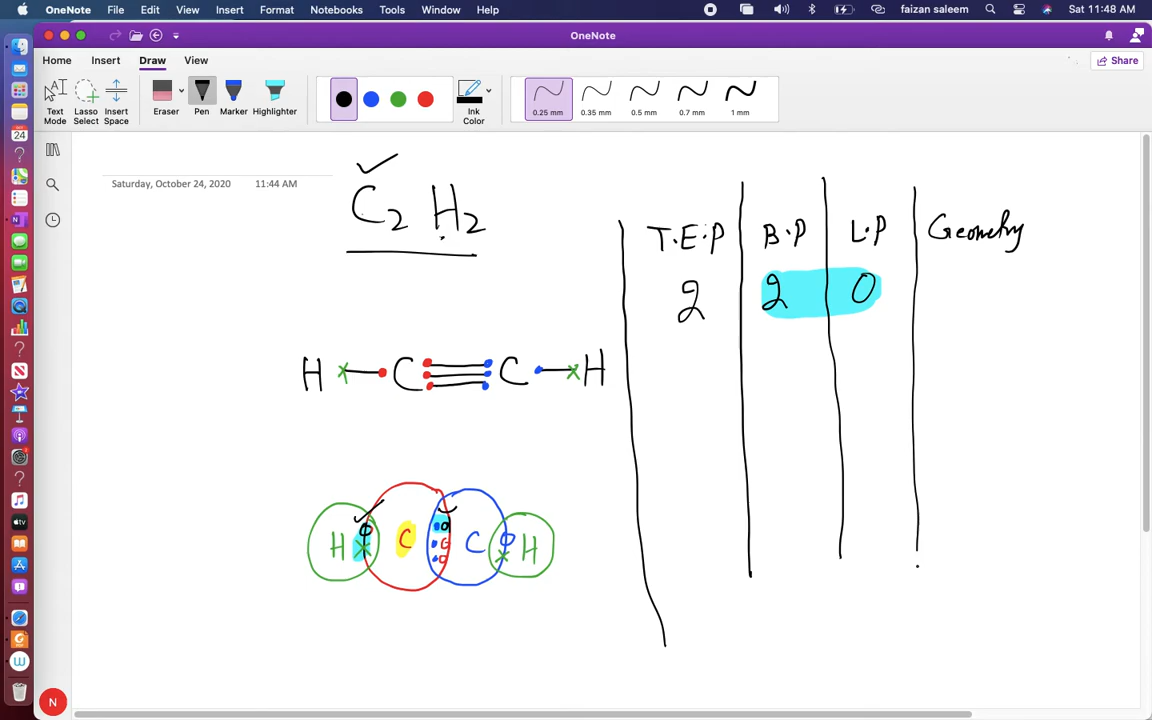 OneNote File Edit View Insert Format Notebooks Tools Window Help faizan saleem Sat 11:48 AM
OneNote
Home Insert Draw View Share
Text Mode
Lasso Select
Insert Space
Eraser
Pen
Marker
Highlighter
Ink Color
0.25 mm
0.35 mm
0.5 mm
0.7 mm
1 mm
24
Saturday, October 24, 2020 11:44 AM
C2 H2
T.E.P B.P L.P Geometry
2 2 0
H x C C x H
H x C C x H
N